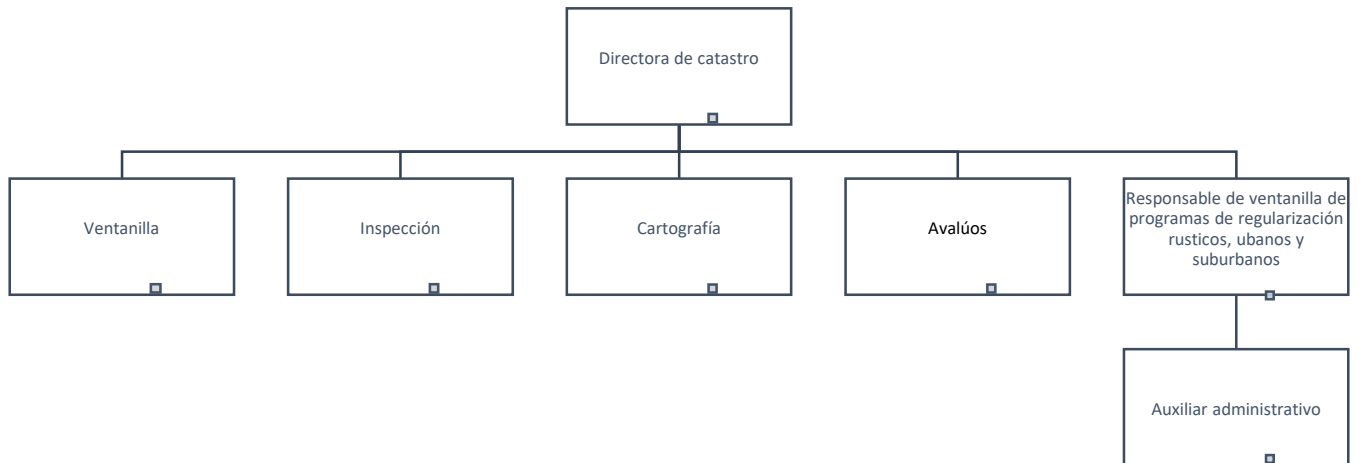 Directora de catastro
Ventanilla
Inspección
Cartografía
Avalúos
Responsable de ventanilla de
programas de regularización
rusticos, ubanos y
suburbanos
Auxiliar administrativo